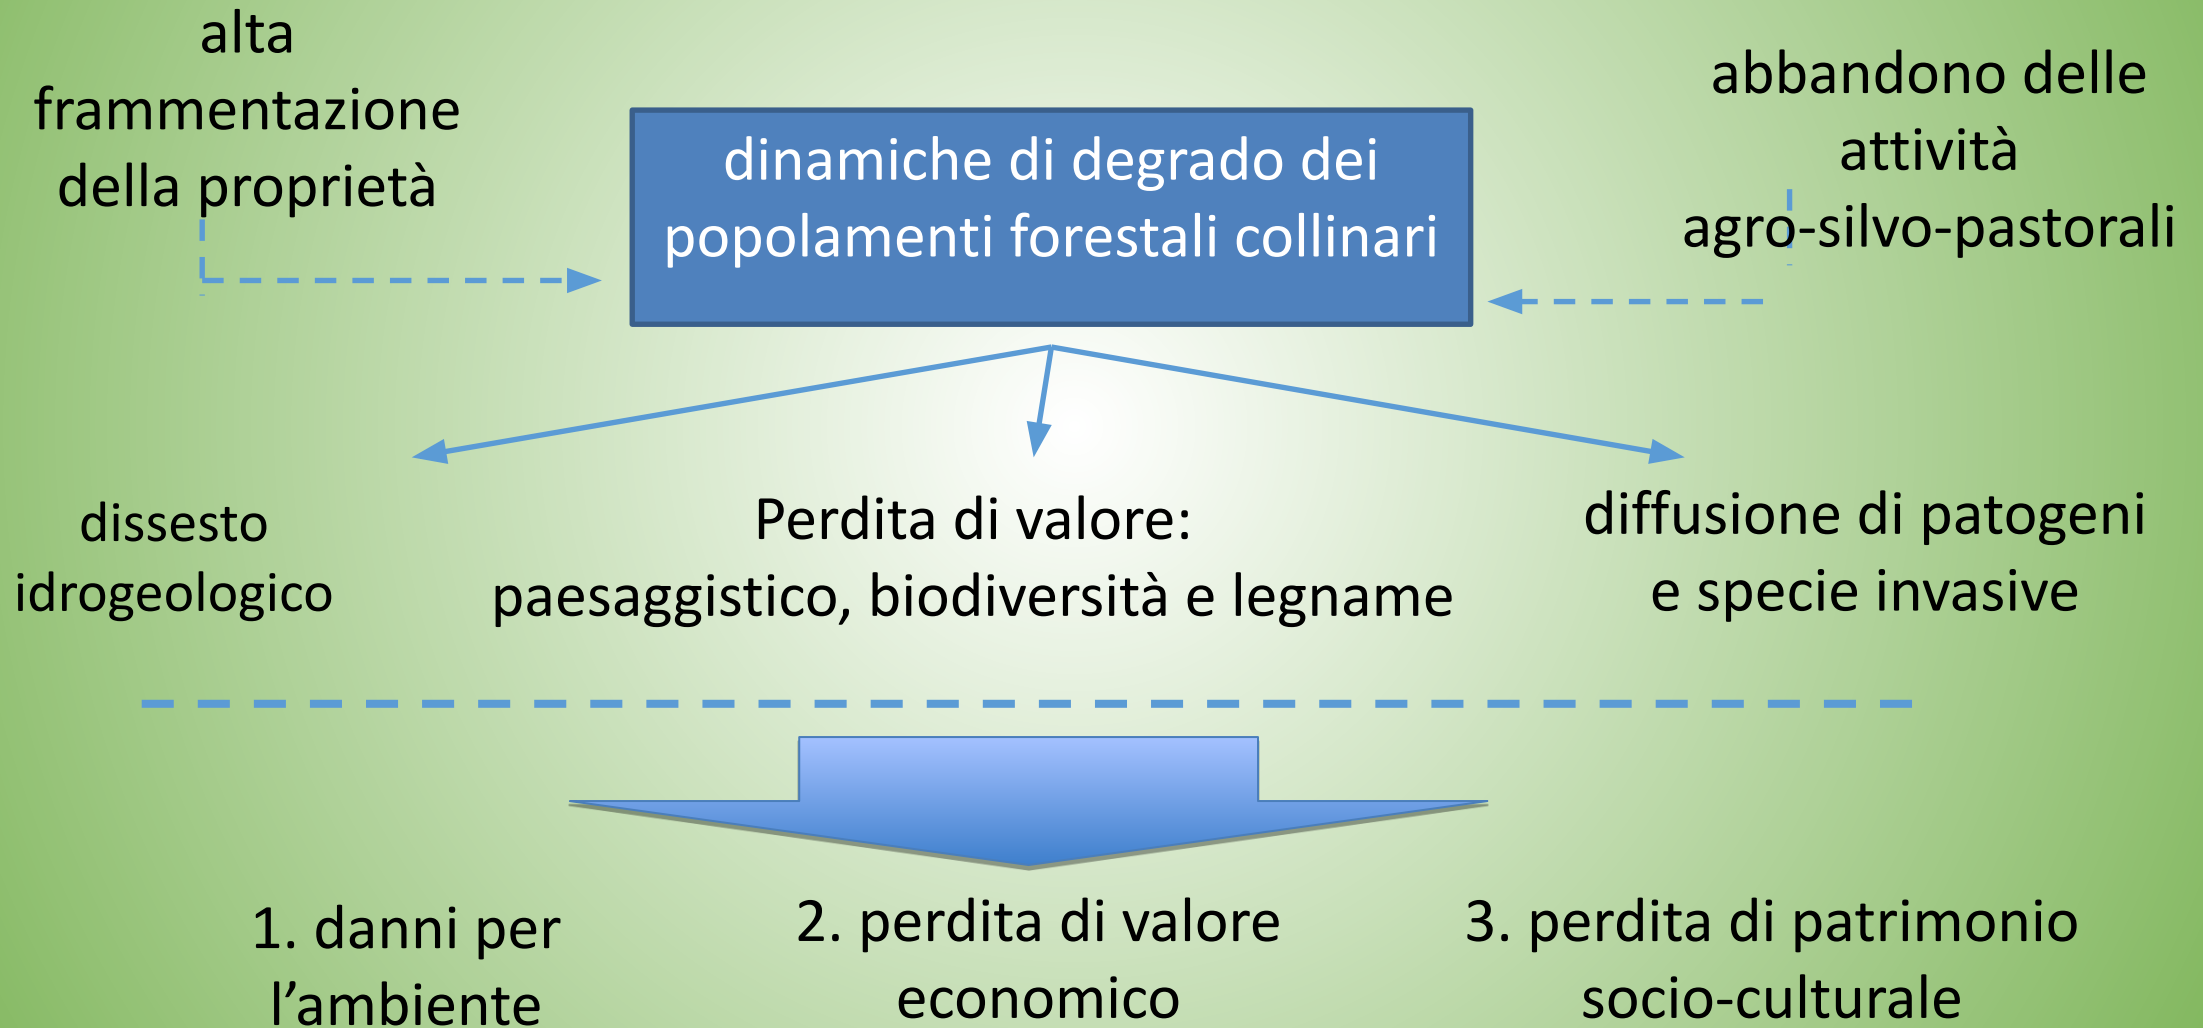 alta
frammentazione
della proprietà
dinamiche di degrado dei
popolamenti forestali collinari
abbandono delle
attività
agro-silvo-pastorali
dissesto
idrogeologico
Perdita di valore:
paesaggistico, biodiversità e legname
diffusione di patogeni
e specie invasive
1. danni per
l’ambiente
2. perdita di valore
economico
3. perdita di patrimonio
socio-culturale